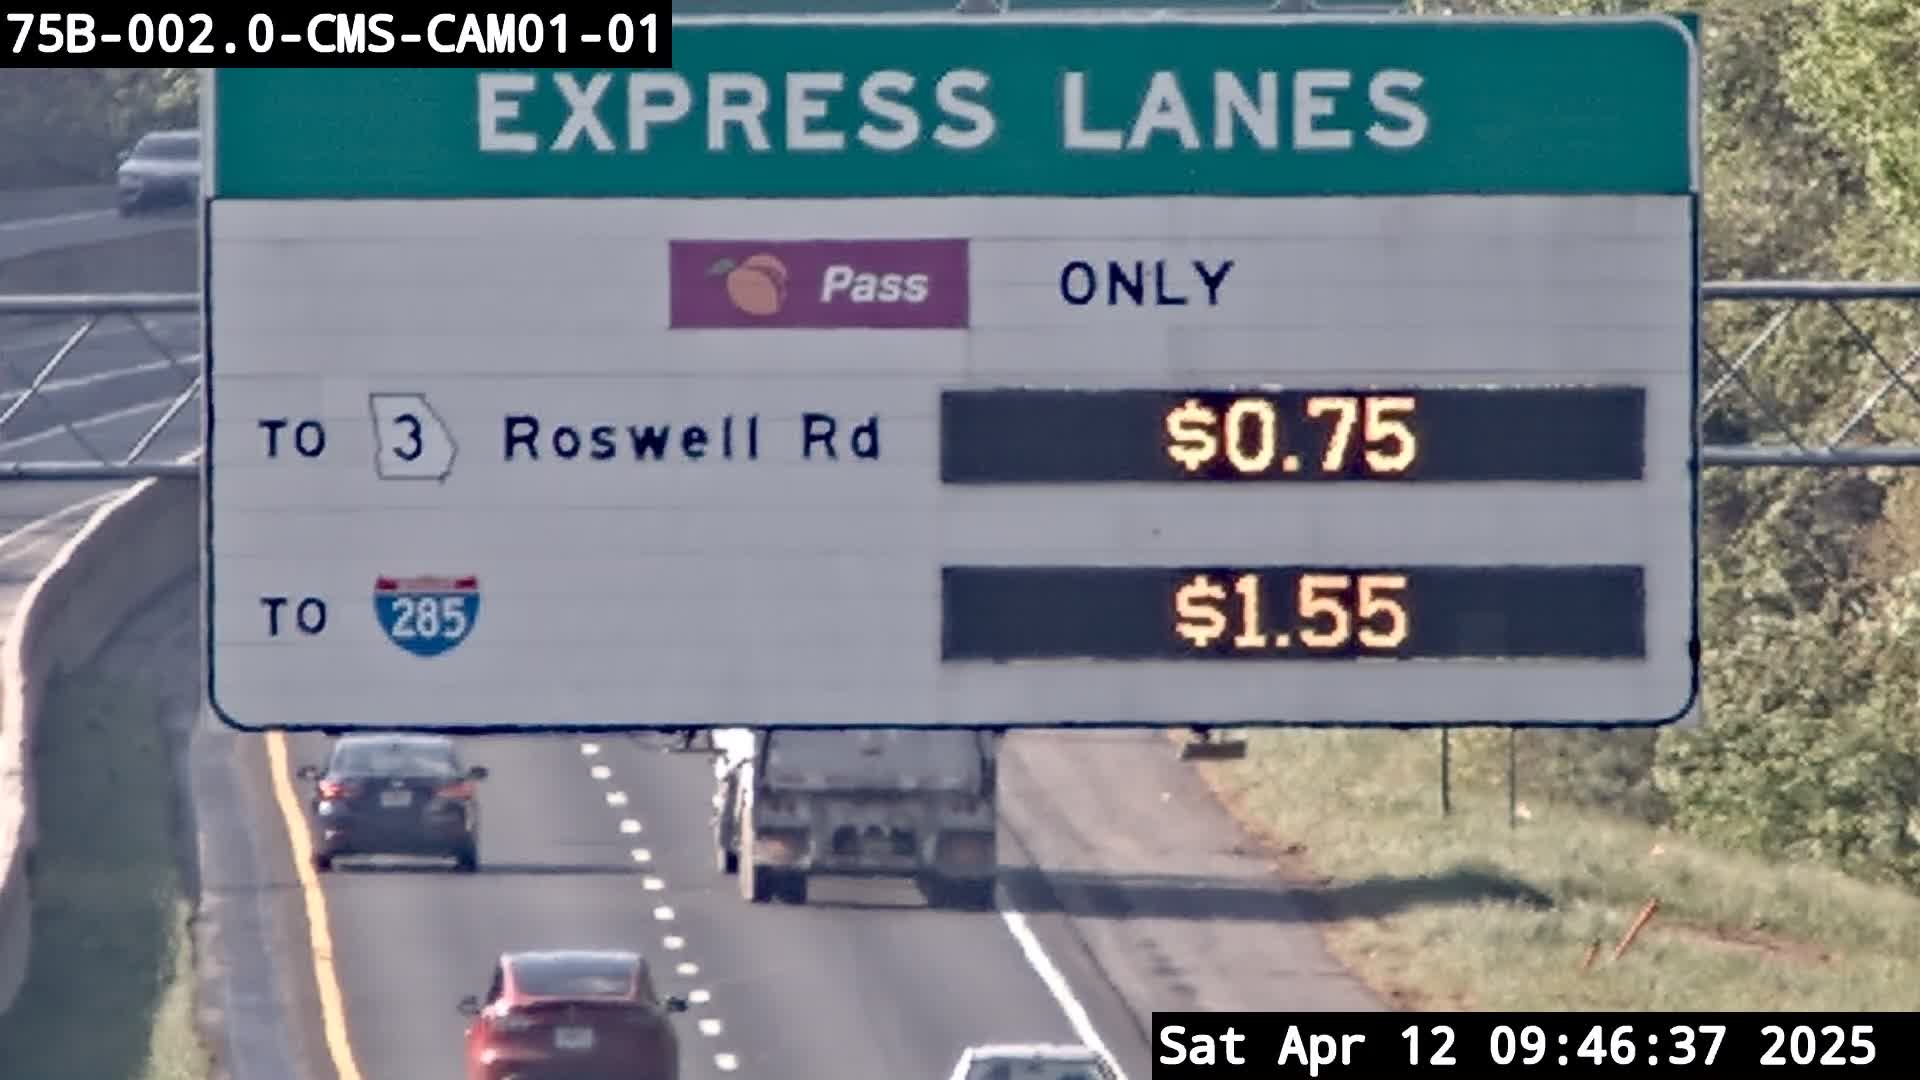 75B-002.0-CMS-CAM01-01
EXPRESS LANES
Pass ONLY
TO 3 Roswell Rd $0.75
TO 285 $1.55
Sat Apr 12 09:46:37 2025